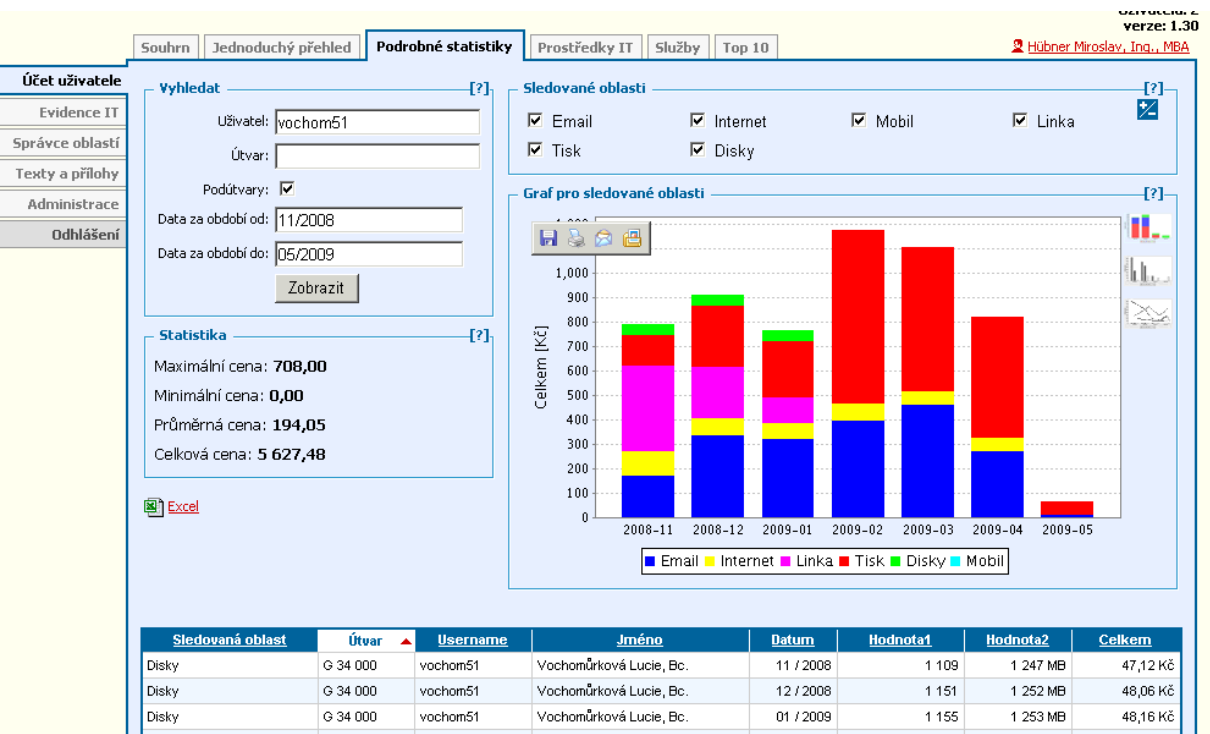 verze: 1.30
Souhrn Jednoduchý přehled Podrobné statistiky Prostředky IT Služby Top 10
Hübner Miroslav, Ing., MBA
Účet uživatele
Evidence IT
Správce oblastí
Texty a přílohy
Administrace
Odhlášení
Vyhledat [?]
Uživatel: vochom51
Útvar:
Podútvary:
Data za období od: 11/2008
Data za období do: 05/2009
Zobrazit
Statistika [?]
Maximální cena: 708,00
Minimální cena: 0,00
Průměrná cena: 194,05
Celková cena: 5 627,48
Excel
Sledované oblasti [?]
Email Internet Mobil Linka
Tisk Disky
Graf pro sledované oblasti [?]
Celkem [Kč]
1,000
900
800
700
600
500
400
300
200
100
0
2008-11 2008-12 2009-01 2009-02 2009-03 2009-04 2009-05
Email Internet Linka Tisk Disky Mobil
Sledovaná oblast Útvar Username Jméno Datum Hodnota1 Hodnota2 Celkem
Disky G 34 000 vochom51 Vochomůrková Lucie, Bc. 11 / 2008 1 109 1 247 MB 47,12 Kč
Disky G 34 000 vochom51 Vochomůrková Lucie, Bc. 12 / 2008 1 151 1 252 MB 48,06 Kč
Disky G 34 000 vochom51 Vochomůrková Lucie, Bc. 01 / 2009 1 155 1 253 MB 48,16 Kč